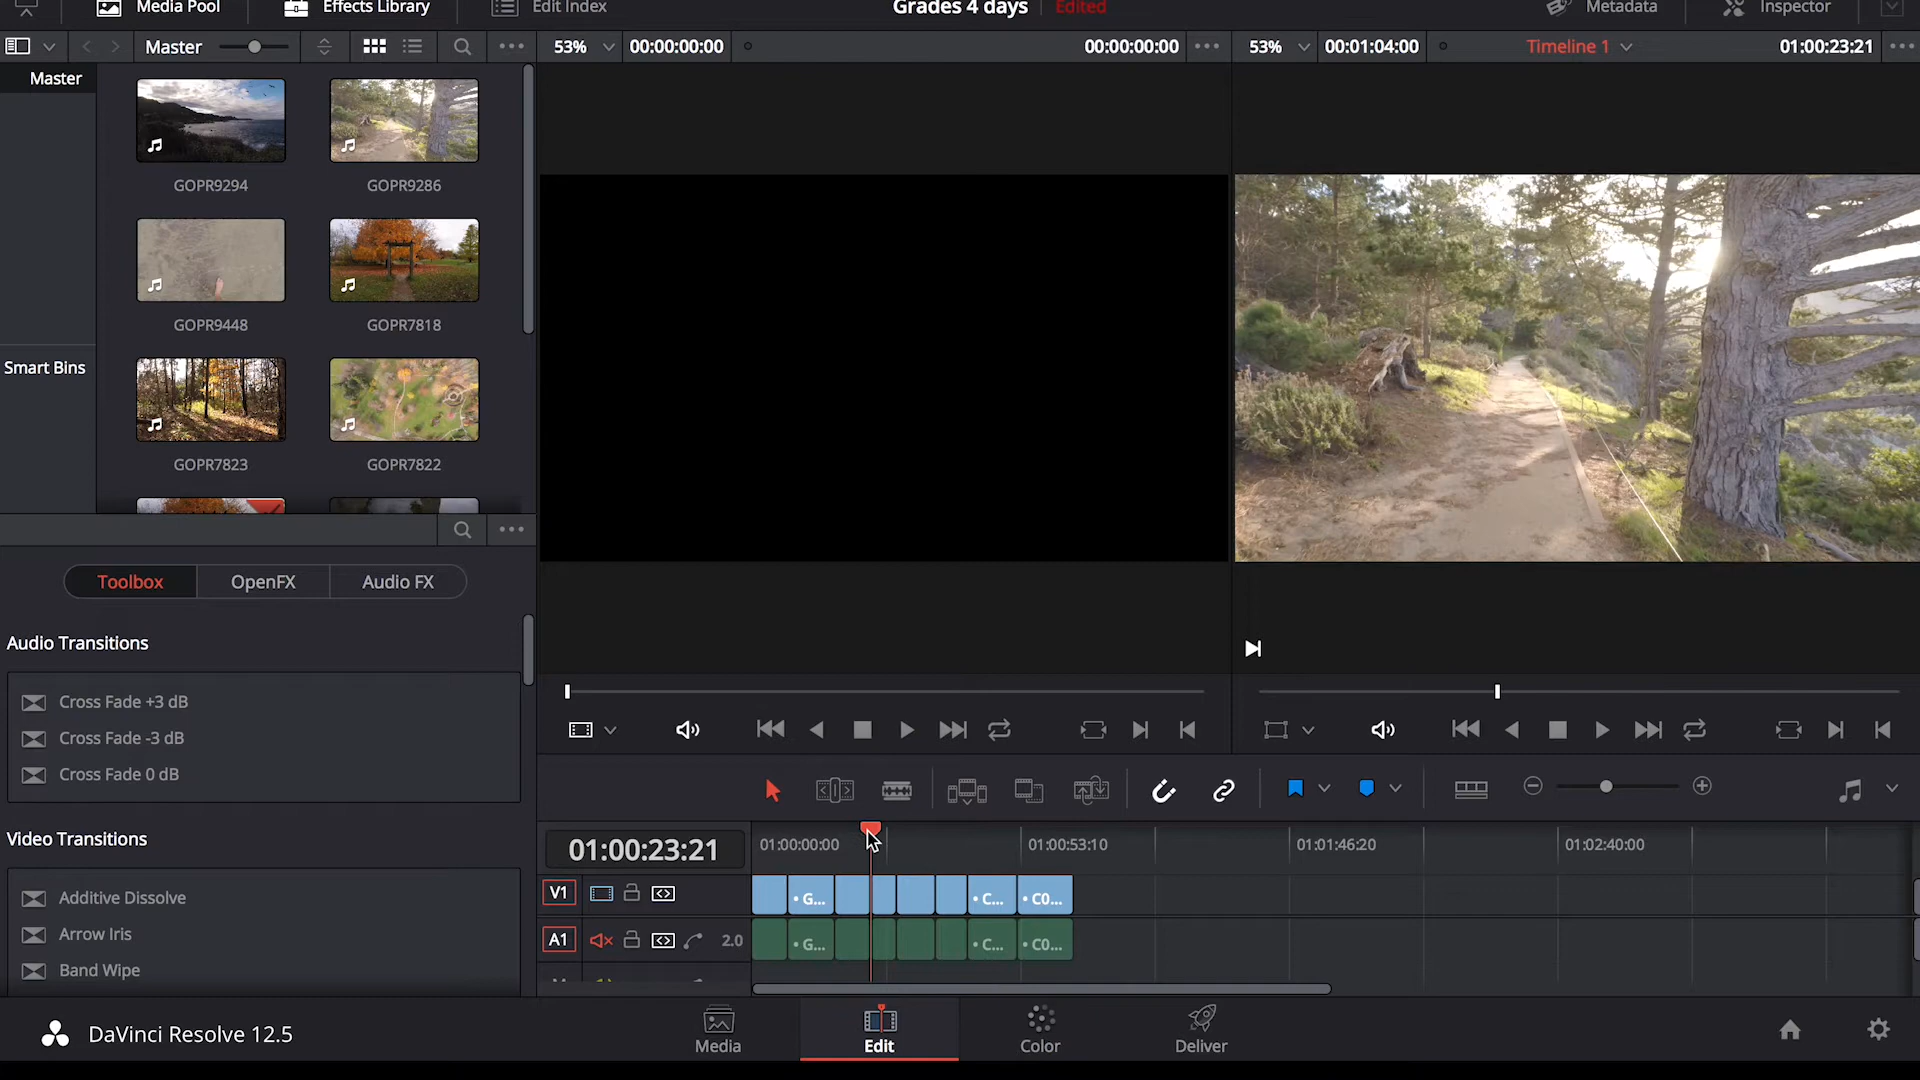 Media Pool
Effects Library
Edit Index
Grades 4 days
Edited
Metadata
Inspector
Master
53%
00:00:00:00
00:00:00:00
53%
00:01:04:00
Timeline 1
01:00:23:21
Master
GOPR9294
GOPR9286
GOPR9448
GOPR7818
Smart Bins
GOPR7823
GOPR7822
Toolbox
OpenFX
Audio FX
Audio Transitions
Cross Fade +3 dB
Cross Fade -3 dB
Cross Fade 0 dB
Video Transitions
Additive Dissolve
Arrow Iris
Band Wipe
01:00:23:21
01:00:00:00
01:00:53:10
01:01:46:20
01:02:40:00
V1
• G...
• C...
• C0...
A1
2.0
• G...
• C...
• C0...
DaVinci Resolve 12.5
Media
Edit
Color
Deliver